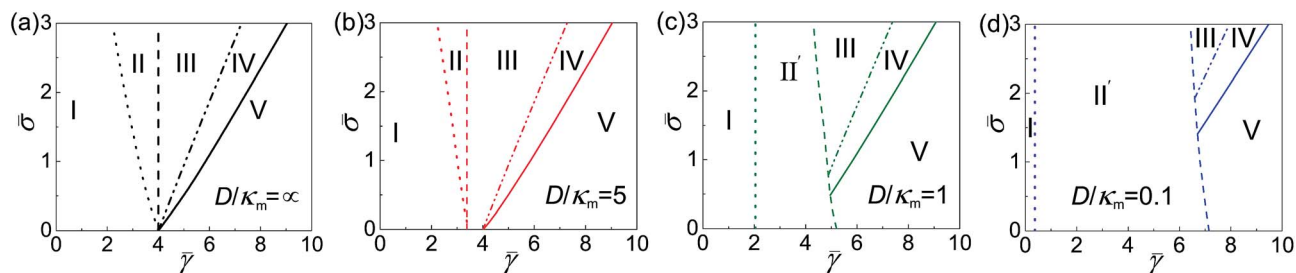 (a) 3 2 1 0 σ̄ I II III IV V D/κm=∝ 0 2 4 6 8 10 γ̄
(b) 3 2 1 0 σ̄ I II III IV V D/κm=5 0 2 4 6 8 10 γ̄
(c) 3 2 1 0 σ̄ I II′ III IV V D/κm=1 0 2 4 6 8 10 γ̄
(d) 3 2 1 0 σ̄ I II′ III IV V D/κm=0.1 0 2 4 6 8 10 γ̄